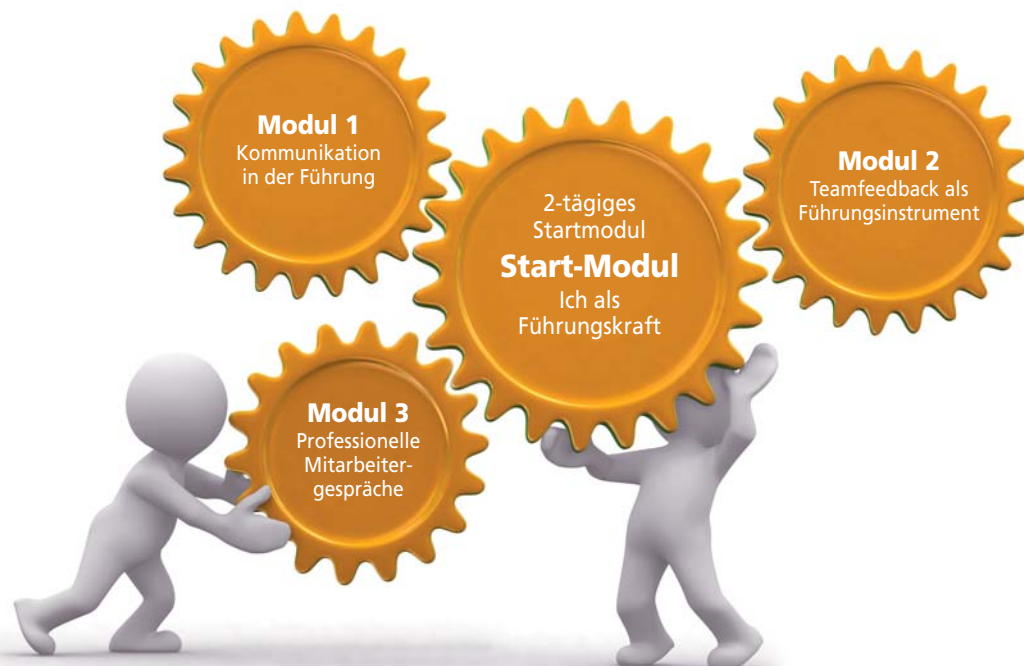 Modul 1
Kommunikation
in der Führung
2-tägiges
Startmodul
Start-Modul
Ich als
Führungskraft
Modul 2
Teamfeedback als
Führungsinstrument
Modul 3
Professionelle
Mitarbeiter-
gespräche